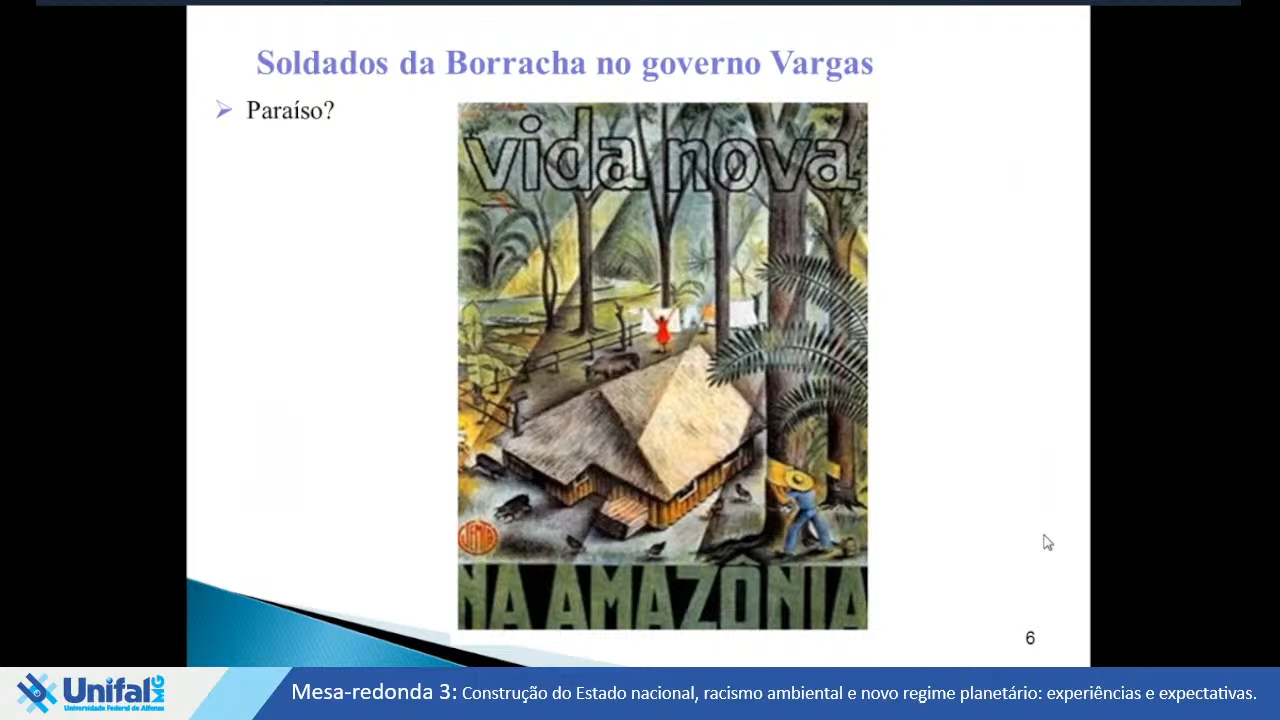 Soldados da Borracha no governo Vargas
Paraíso?
vida nova
SEMTA
NA AMAZÔNIA
6
Unifal MG
Universidade Federal de Alfenas
Mesa-redonda 3: Construção do Estado nacional, racismo ambiental e novo regime planetário: experiências e expectativas.